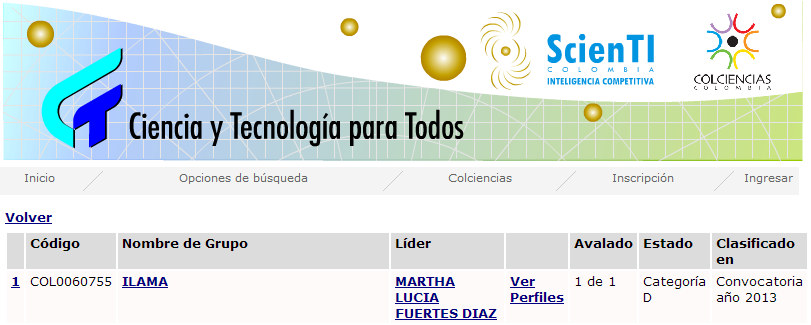 ScienTI
COLOMBIA
INTELIGENCIA COMPETITIVA
COLCIENCIAS
COLOMBIA
Ciencia y Tecnología para Todos
Inicio Opciones de búsqueda Colciencias Inscripción Ingresar
Volver
Código Nombre de Grupo Líder Avalado Estado Clasificado
en
1 COL0060755 ILAMA MARTHA Ver 1 de 1 Categoría Convocatoria
LUCIA Perfiles D año 2013
FUERTES DIAZ